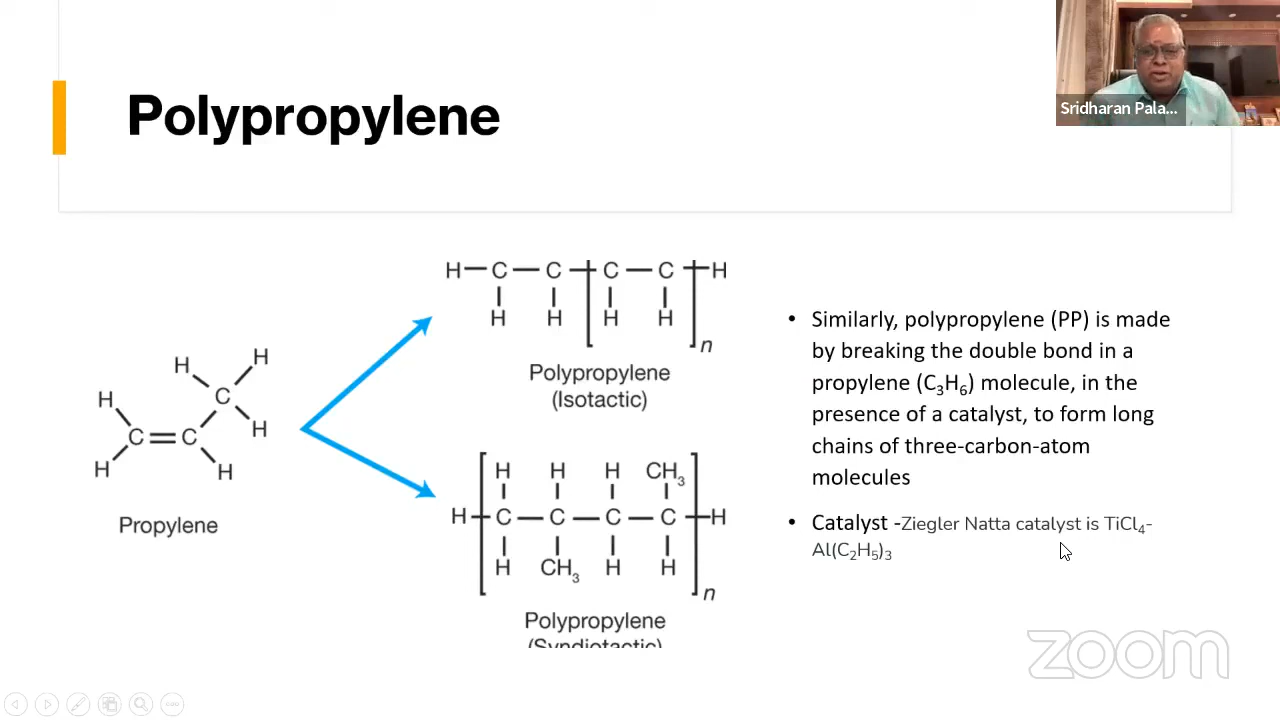 Sridharan Pala...
Polypropylene
H C C C C H
H H H H
n
Polypropylene
(Isotactic)
H H
H C
H
C C
H H
Propylene
H H H CH3
H C C C C H
H CH3 H H
n
Polypropylene
(Syndiotactic)
• Similarly, polypropylene (PP) is made
by breaking the double bond in a
propylene (C3H6) molecule, in the
presence of a catalyst, to form long
chains of three-carbon-atom
molecules
• Catalyst -Ziegler Natta catalyst is TiCl4-
Al(C2H5)3
zoom